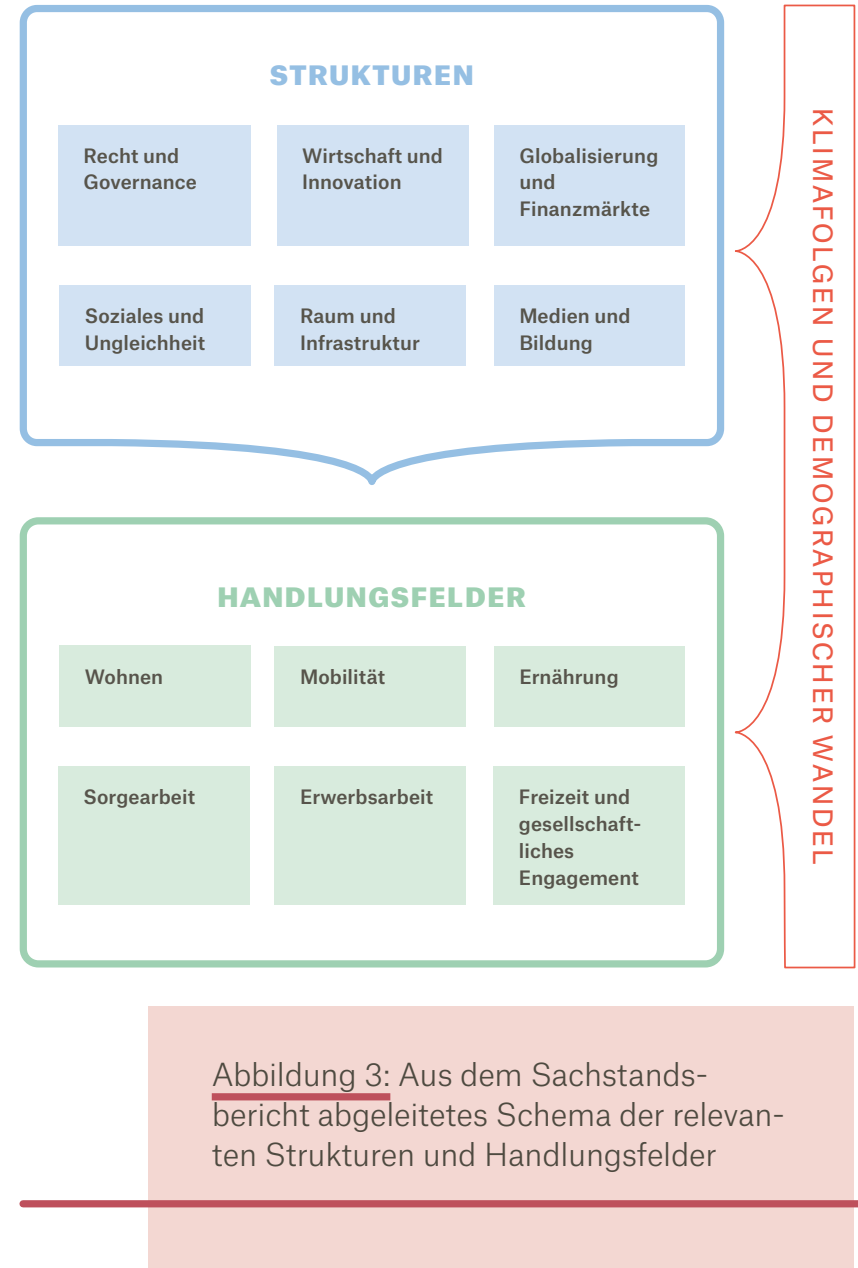 STRUKTUREN
Recht und
Governance
Wirtschaft und
Innovation
Globalisierung
und
Finanzmärkte
Soziales und
Ungleichheit
Raum und
Infrastruktur
Medien und
Bildung
HANDLUNGSFELDER
Wohnen
Mobilität
Ernährung
Sorgearbeit
Erwerbsarbeit
Freizeit und
gesellschaft-
liches
Engagement
KLIMAFOLGEN UND DEMOGRAPHISCHER WANDEL
Abbildung 3: Aus dem Sachstands-
bericht abgeleitetes Schema der relevan-
ten Strukturen und Handlungsfelder